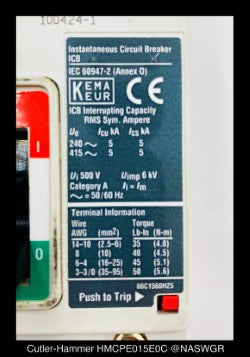 100424-1
Instantaneous Circuit Breaker
ICB
IEC 60947-2 (Annex O)
KEMA
KEUR
CE
ICB Interrupting Capacity
RMS Sym. Ampere
Ue Icu kA Ics kA
240 ~ 5 5
415 ~ 5 5
Ui 500 V Uimp 6 kV
Category A Ii = Im
~ = 50/60 Hz
Terminal Information
Wire Torque
AWG (mm2) Lb-In (N-m)
14-10 (2.5-6) 35 (4.0)
8 (10) 40 (4.5)
6-4 (16-25) 45 (5.1)
3-3/0 (35-95) 50 (5.6)
66C1560H25
Push to Trip
0
Cutler-Hammer HMCPE015E0C @NASWGR